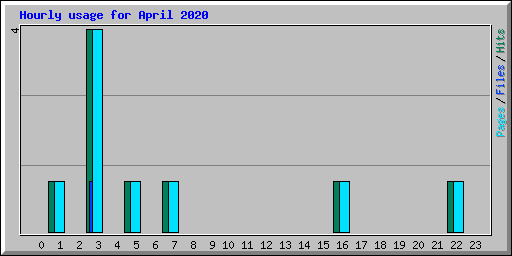 Hourly usage for April 2020
4
Pages/Files/Hits
0 1 2 3 4 5 6 7 8 9 10 11 12 13 14 15 16 17 18 19 20 21 22 23